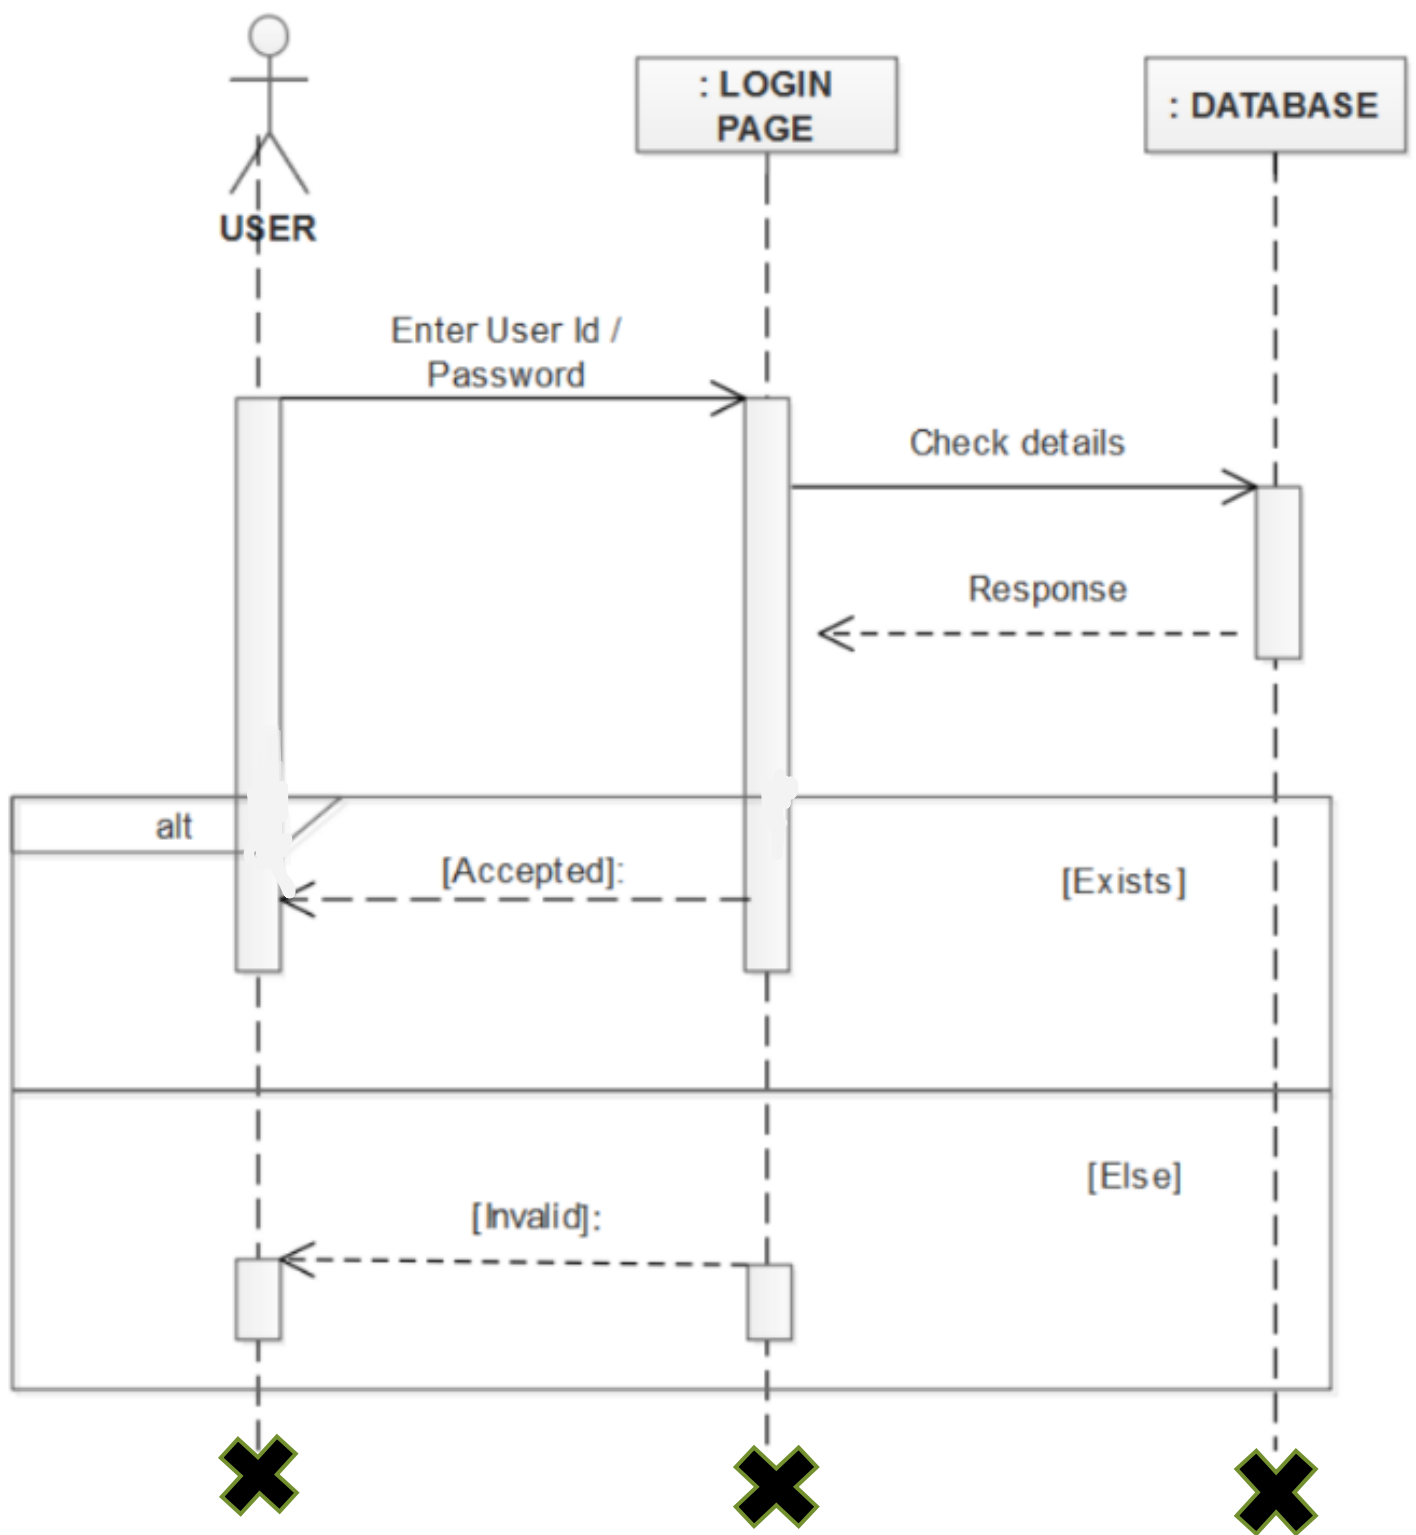 : LOGIN
PAGE
: DATABASE
USER
Enter User Id /
Password
Check details
Response
alt
[Accepted]:
[Exists]
[Else]
[Invalid]: